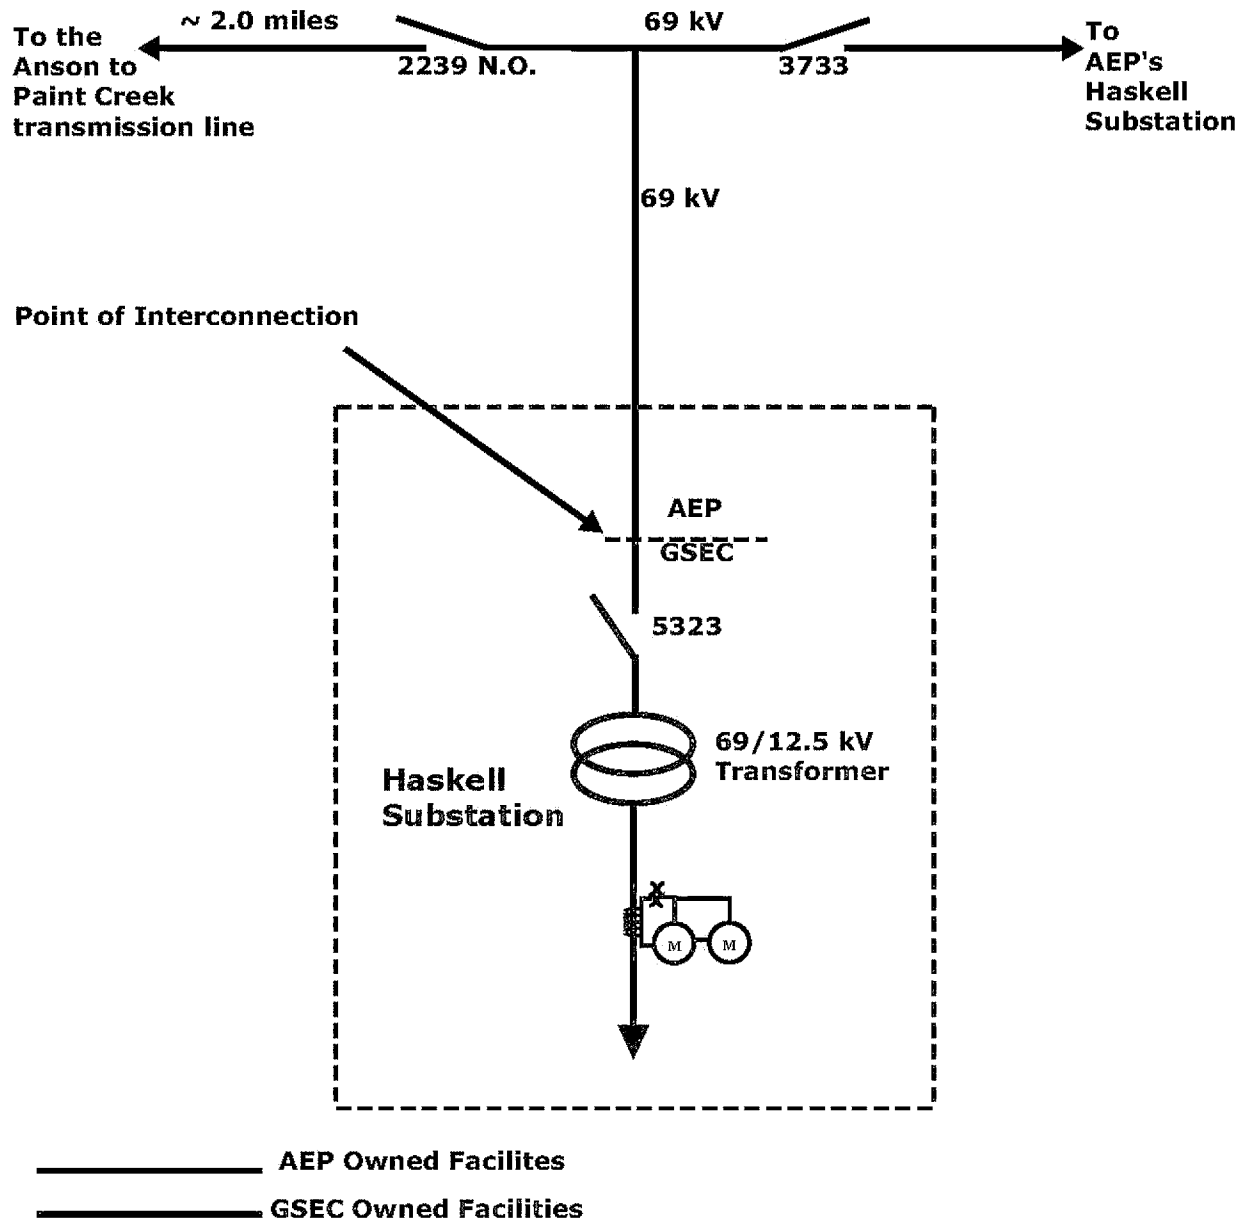 ~ 2.0 miles
69 kV
To the
Anson to
Paint Creek
transmission line
2239 N.O.
3733
To
AEP's
Haskell
Substation
69 kV
Point of Interconnection
AEP
GSEC
5323
69/12.5 kV
Transformer
Haskell
Substation
M
M
AEP Owned Facilites
GSEC Owned Facilities